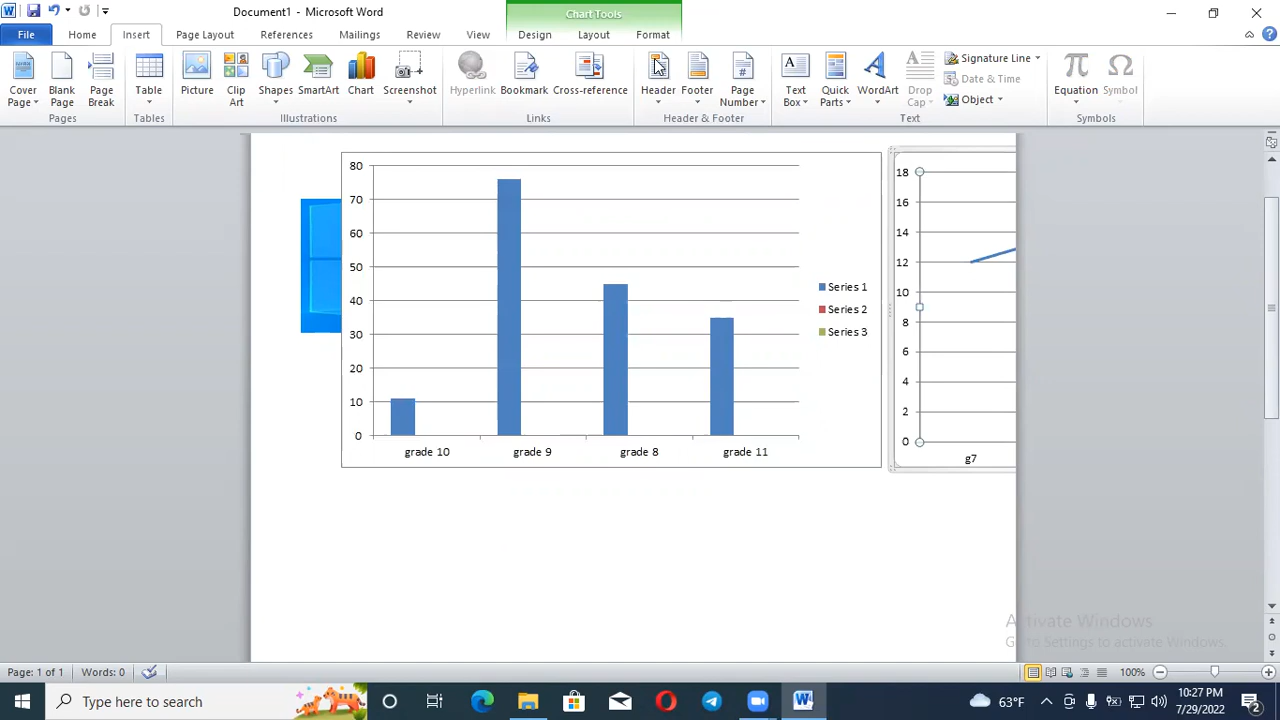 Document1 - Microsoft Word
Chart Tools
File Home Insert Page Layout References Mailings Review View Design Layout Format
Cover Page
Blank Page
Page Break
Table
Picture
Clip Art
Shapes
SmartArt
Chart
Screenshot
Hyperlink
Bookmark
Cross-reference
Header
Footer
Page Number
Text Box
Quick Parts
WordArt
Drop Cap
Signature Line
Date & Time
Object
Equation
Symbol
Pages Tables Illustrations Links Header & Footer Text Symbols
80
70
60
50
40
30
20
10
0
grade 10 grade 9 grade 8 grade 11
Series 1
Series 2
Series 3
18
16
14
12
10
8
6
4
2
0
g7
Activate Windows
Go to Settings to activate Windows.
Page: 1 of 1 Words: 0 100%
Type here to search
63°F
10:27 PM
7/29/2022
2